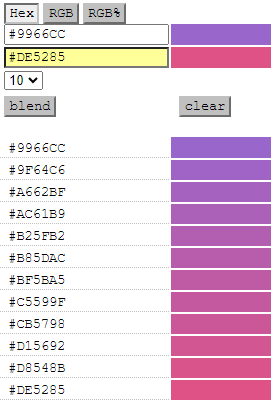 Hex RGB RGB%
#9966CC
#DE5285
10
blend clear
#9966CC
#9F64C6
#A662BF
#AC61B9
#B25FB2
#B85DAC
#BF5BA5
#C5599F
#CB5798
#D15692
#D8548B
#DE5285